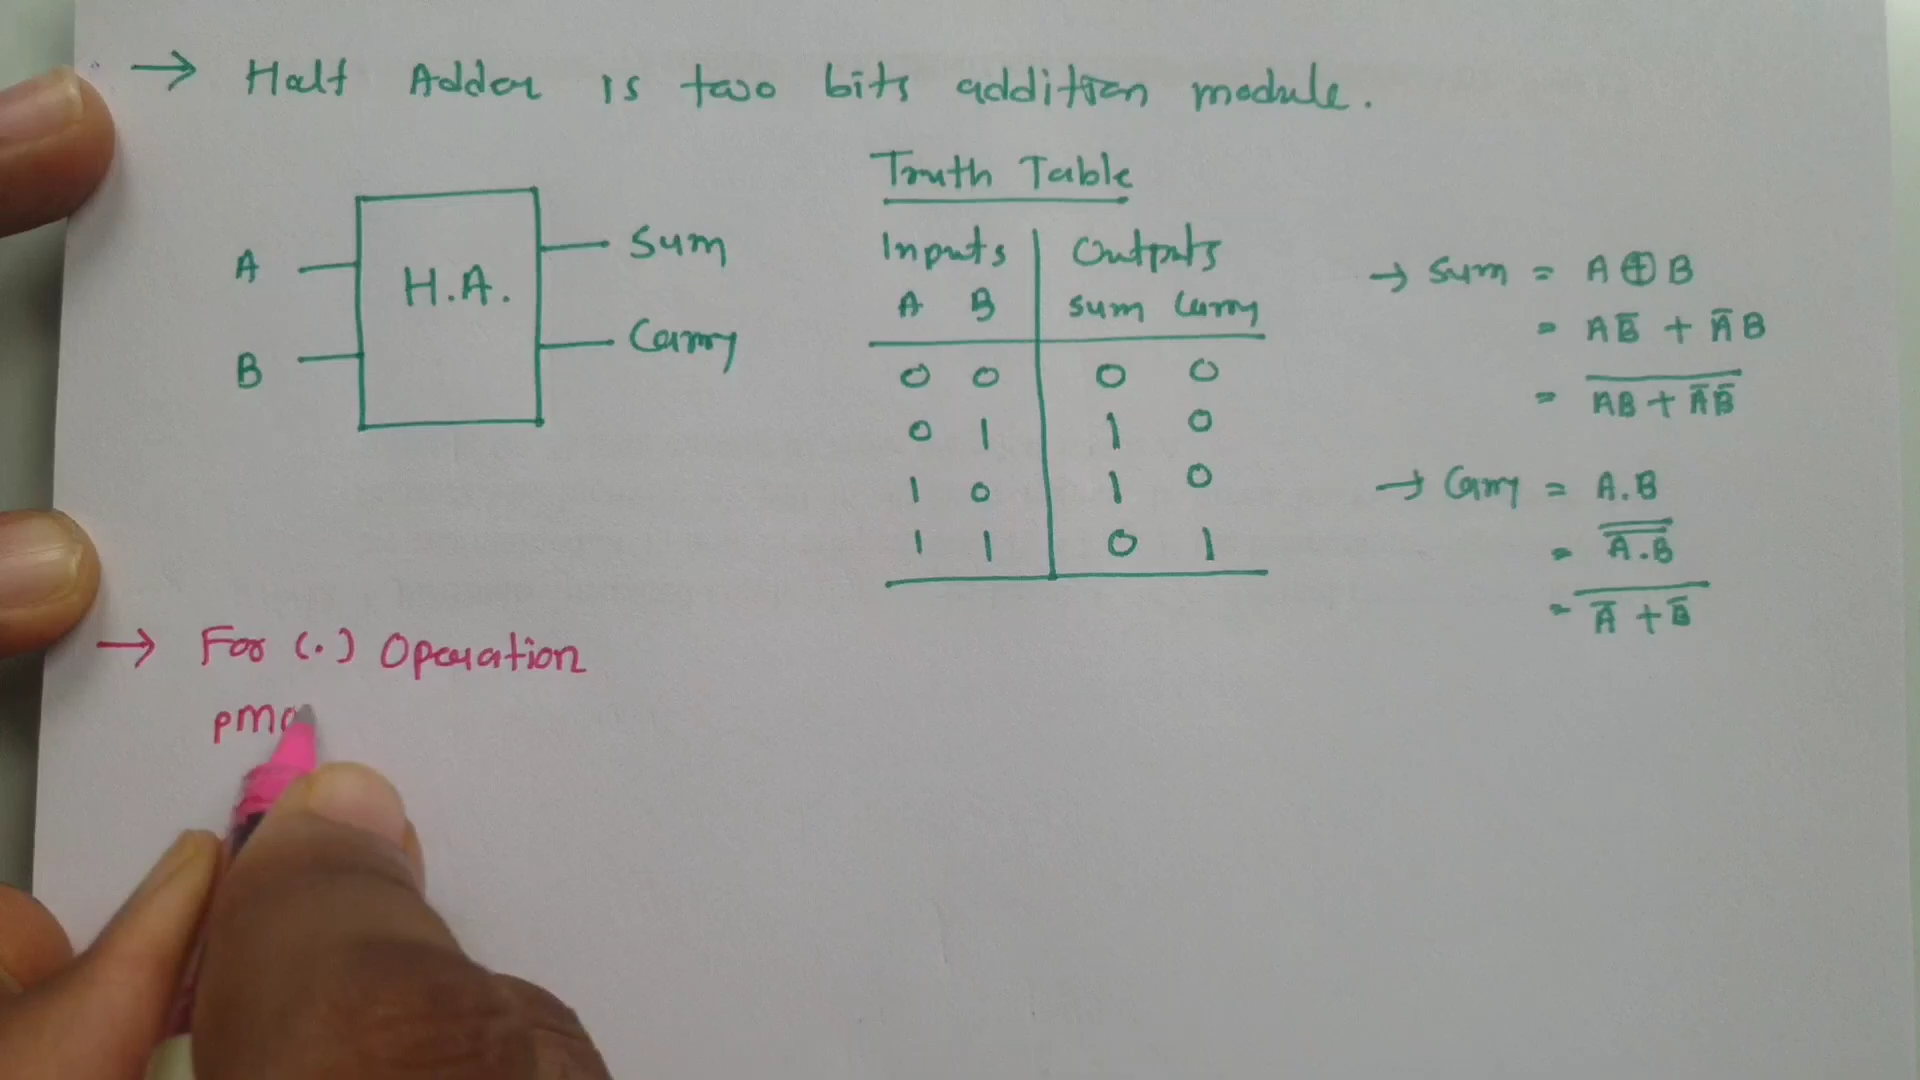 → Half Adder is two bits addition module.
A
B
H.A.
Sum
Carry
Truth Table
Inputs Outputs
A B Sum Carry
0 0 0 0
0 1 1 0
1 0 1 0
1 1 0 1
→ Sum = A ⊕ B
= AB̅ + A̅B
= \overline{AB + A̅B̅}
→ Carry = A.B
= \overline{\overline{A.B}}
= \overline{A̅ + B̅}
→ For (.) Operation
PMO